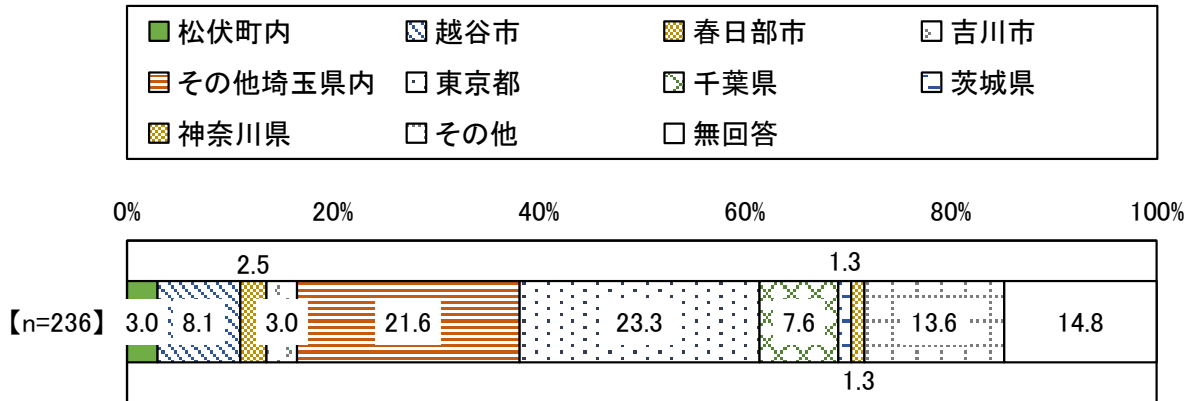 松伏町内 越谷市 春日部市 吉川市
その他埼玉県内 東京都 千葉県 茨城県
神奈川県 その他 無回答
0% 20% 40% 60% 80% 100%
2.5 1.3
【n=236】 3.0 8.1 3.0 21.6 23.3 7.6 13.6 14.8
1.3